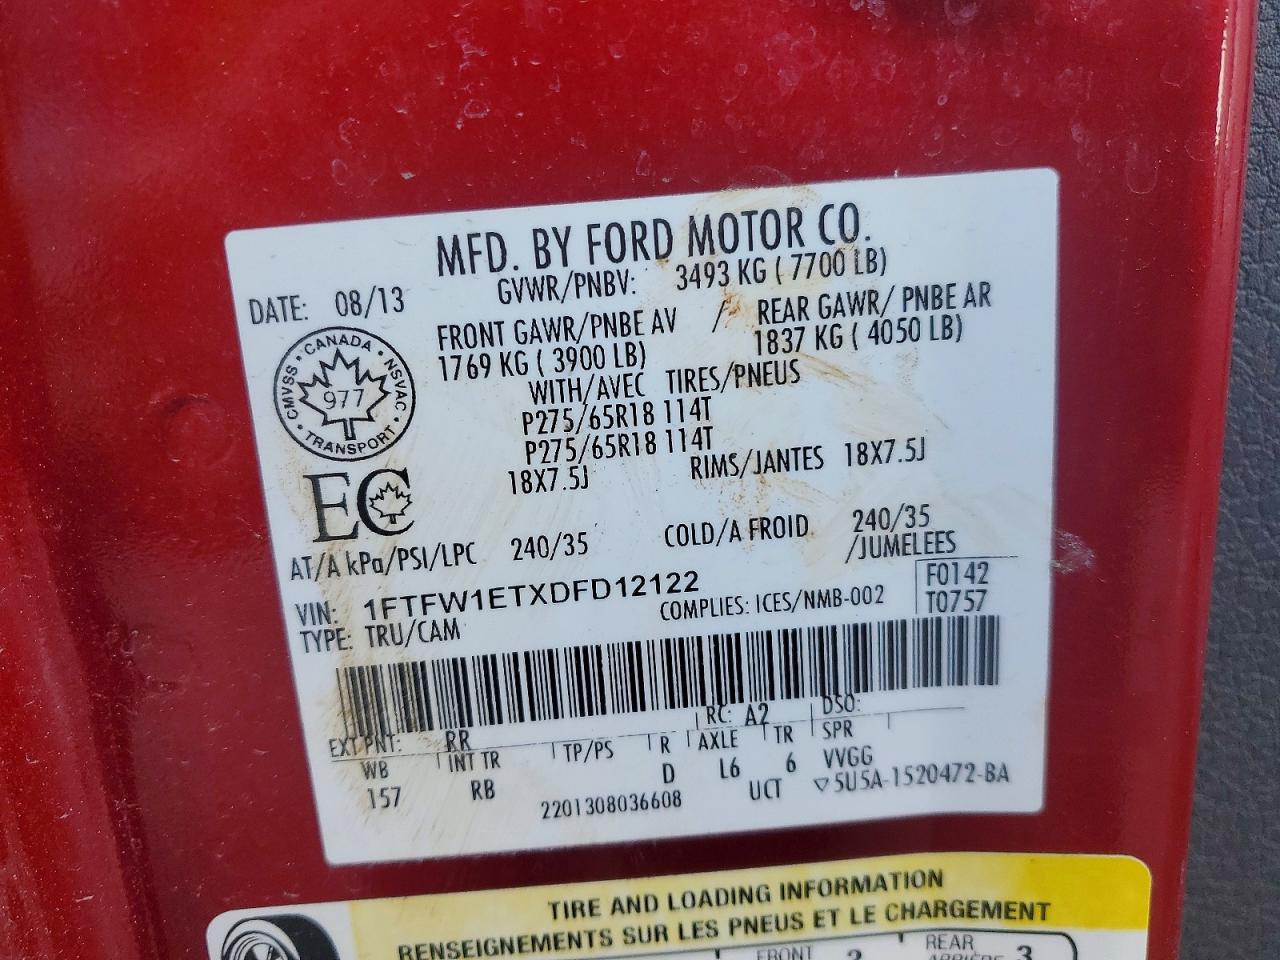 MFD. BY FORD MOTOR CO.
DATE: 08/13
GVWR/PNBV: 3493 KG ( 7700 LB)
FRONT GAWR/PNBE AV / REAR GAWR/ PNBE AR
1769 KG ( 3900 LB) 1837 KG ( 4050 LB)
WITH/AVEC TIRES/PNEUS
P275/65R18 114T
P275/65R18 114T
18X7.5J RIMS/JANTES 18X7.5J
CANADA • NSVAC • TRANSPORT • CMVSS •
977
EC
AT/A kPa/PSI/LPC 240/35 COLD/A FROID 240/35
/JUMELEES
VIN: 1FTFW1ETXDFD12122
F0142
TYPE: TRU/CAM COMPLIES: ICES/NMB-002
T0757
EXT PNT: RR RC: A2 DSO:
WB INT TR TP/PS R AXLE TR SPR
157 RB D L6 6 VVGG
2201308036608 UCT ▽5U5A-1520472-BA
TIRE AND LOADING INFORMATION
RENSEIGNEMENTS SUR LES PNEUS ET LE CHARGEMENT
FRONT 2 REAR 3
ARRIÈRE